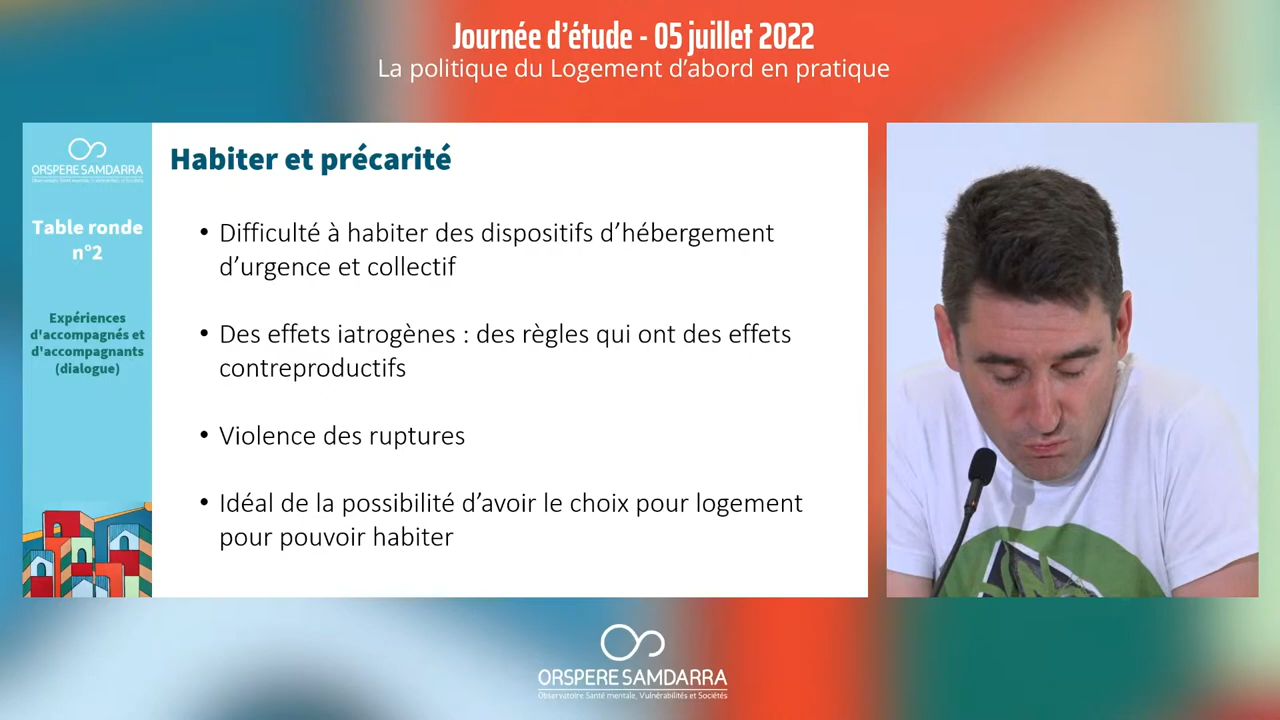 Journée d'étude - 05 juillet 2022
La politique du Logement d'abord en pratique
ORSPERE SAMDARRA
Table ronde
n°2
Expériences
d'accompagnés et
d'accompagnants
(dialogue)
Habiter et précarité
• Difficulté à habiter des dispositifs d'hébergement
d'urgence et collectif
• Des effets iatrogènes : des règles qui ont des effets
contreproductifs
• Violence des ruptures
• Idéal de la possibilité d'avoir le choix pour logement
pour pouvoir habiter
ORSPERE SAMDARRA
Observatoire Santé mentale, Vulnérabilités et Sociétés